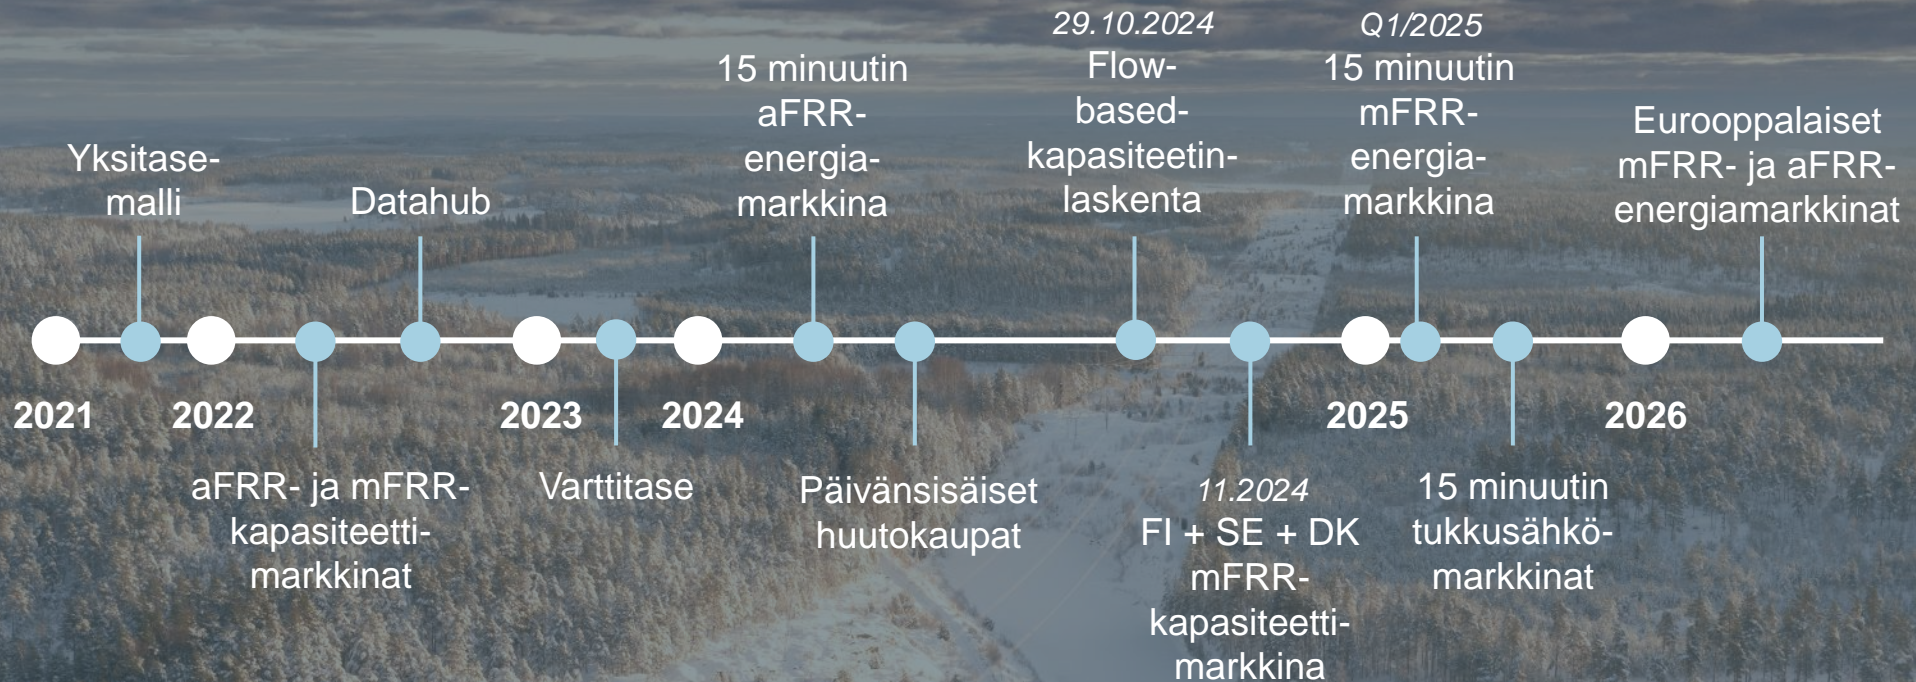 Yksitase-
malli
Datahub
15 minuutin
aFRR-
energia-
markkina
29.10.2024
Flow-
based-
kapasiteetin-
laskenta
Q1/2025
15 minuutin
mFRR-
energia-
markkina
Eurooppalaiset
mFRR- ja aFRR-
energiamarkkinat
2021
2022
2023
2024
2025
2026
aFRR- ja mFRR-
kapasiteetti-
markkinat
Varttitase
Päivänsisäiset
huutokaupat
11.2024
FI + SE + DK
mFRR-
kapasiteetti-
markkina
15 minuutin
tukkusähkö-
markkinat